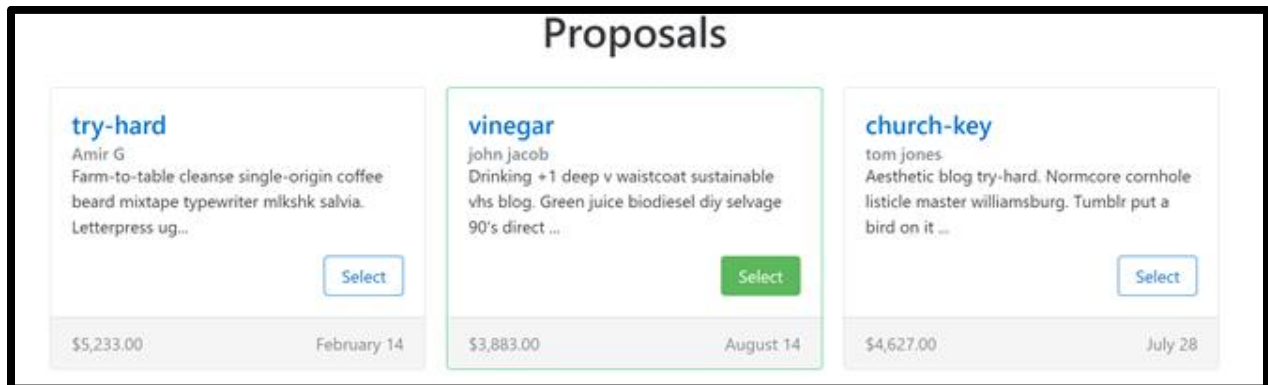 Proposals
try-hard
Amir G
Farm-to-table cleanse single-origin coffee
beard mixtape typewriter mlkshk salvia.
Letterpress ug...
Select
$5,233.00 February 14
vinegar
john jacob
Drinking +1 deep v waistcoat sustainable
vhs blog. Green juice biodiesel diy selvage
90's direct ...
Select
$3,883.00 August 14
church-key
tom jones
Aesthetic blog try-hard. Normcore cornhole
listicle master williamsburg. Tumblr put a
bird on it ...
Select
$4,627.00 July 28